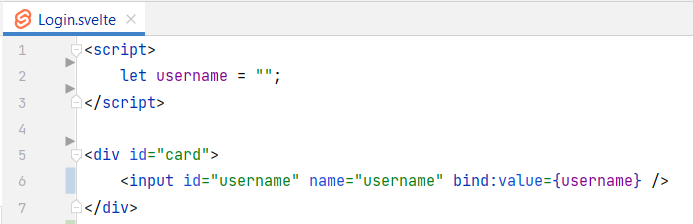 Login.svelte
1 <script>
2     let username = "";
3 </script>
4
5 <div id="card">
6     <input id="username" name="username" bind:value={username} />
7 </div>